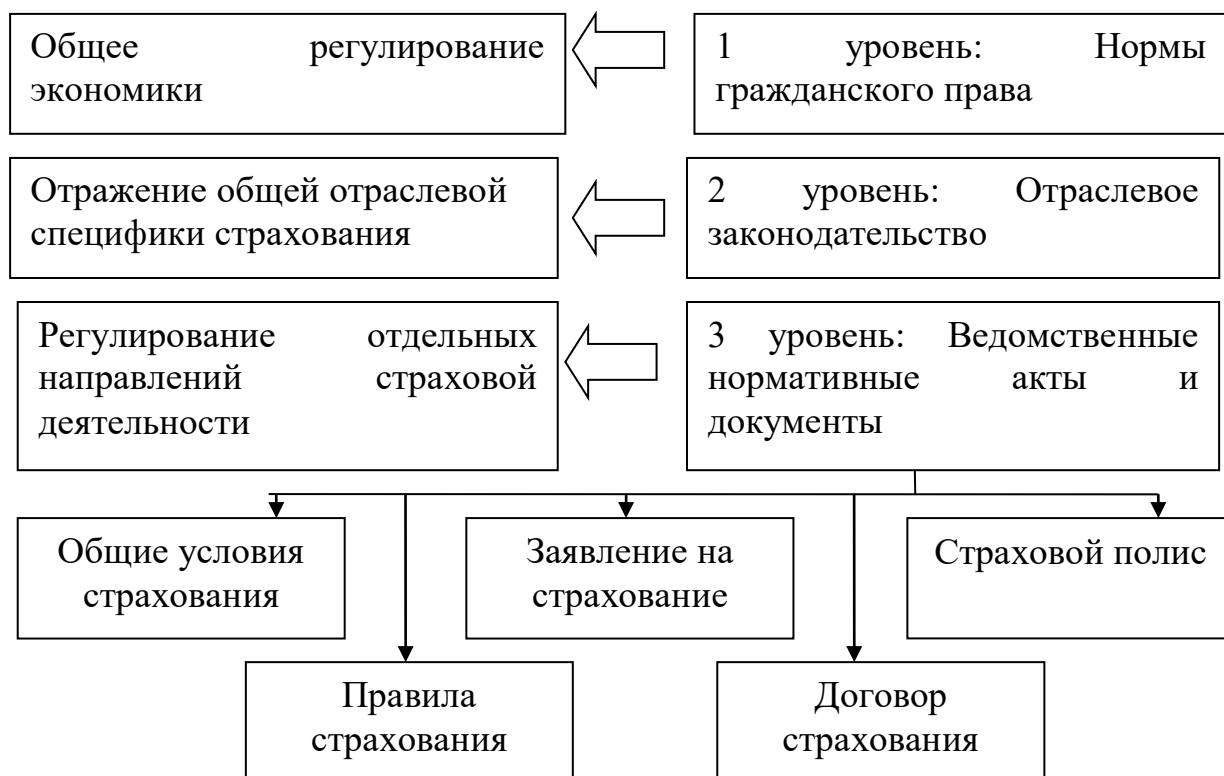 Общее регулирование
экономики
1 уровень: Нормы
гражданского права
Отражение общей отраслевой
специфики страхования
2 уровень: Отраслевое
законодательство
Регулирование отдельных
направлений страховой
деятельности
3 уровень: Ведомственные
нормативные акты и
документы
Общие условия
страхования
Заявление на
страхование
Страховой полис
Правила
страхования
Договор
страхования